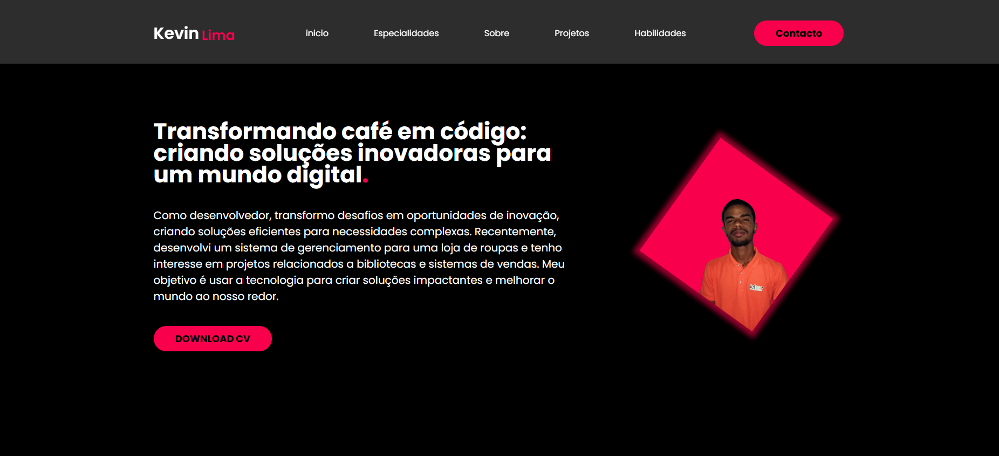 Kevin Lima
inicio
Especialidades
Sobre
Projetos
Habilidades
Contacto
Transformando café em código:
criando soluções inovadoras para
um mundo digital.
Como desenvolvedor, transformo desafios em oportunidades de inovação,
criando soluções eficientes para necessidades complexas. Recentemente,
desenvolvi um sistema de gerenciamento para uma loja de roupas e tenho
interesse em projetos relacionados a bibliotecas e sistemas de vendas. Meu
objetivo é usar a tecnologia para criar soluções impactantes e melhorar o
mundo ao nosso redor.
DOWNLOAD CV